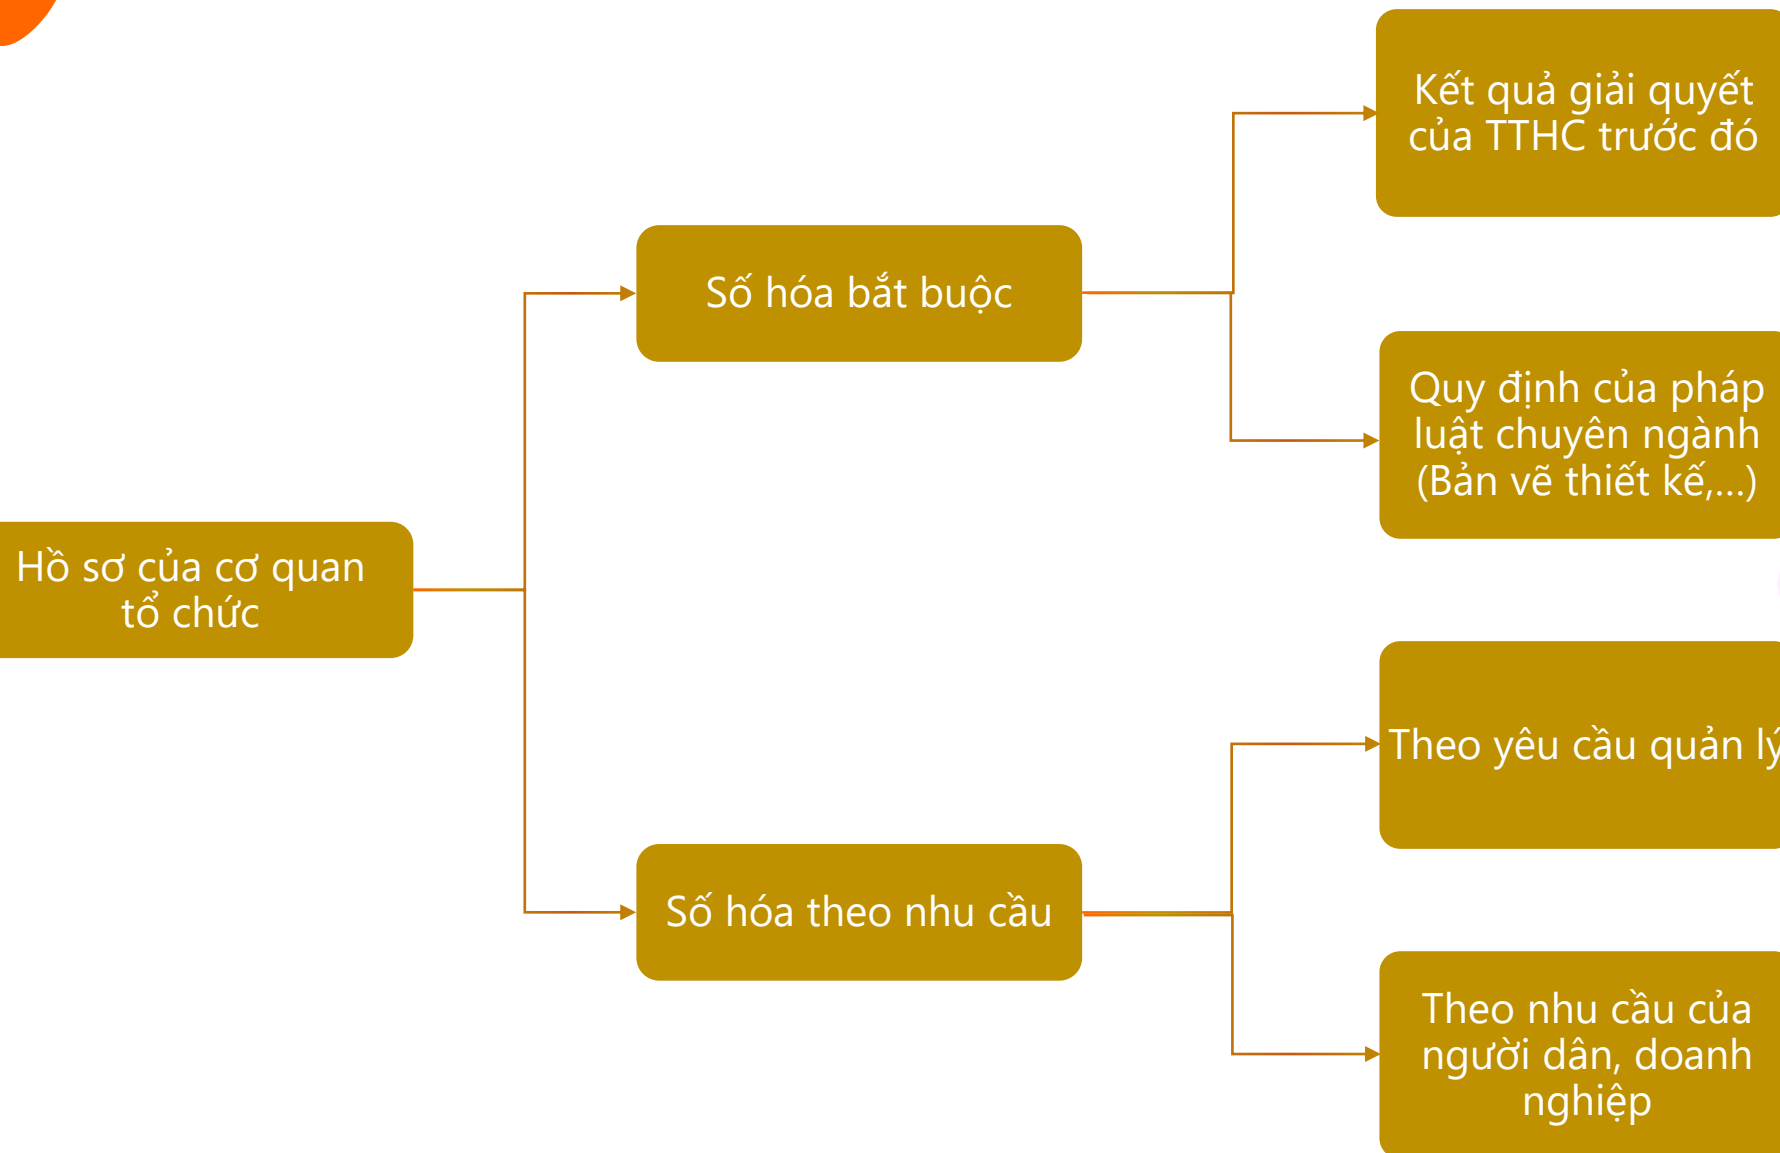 Kết quả giải quyết
của TTHC trước đó
Số hóa bắt buộc
Quy định của pháp
luật chuyên ngành
(Bản vẽ thiết kế,...)
Hồ sơ của cơ quan
tổ chức
Theo yêu cầu quản lý
Số hóa theo nhu cầu
Theo nhu cầu của
người dân, doanh
nghiệp